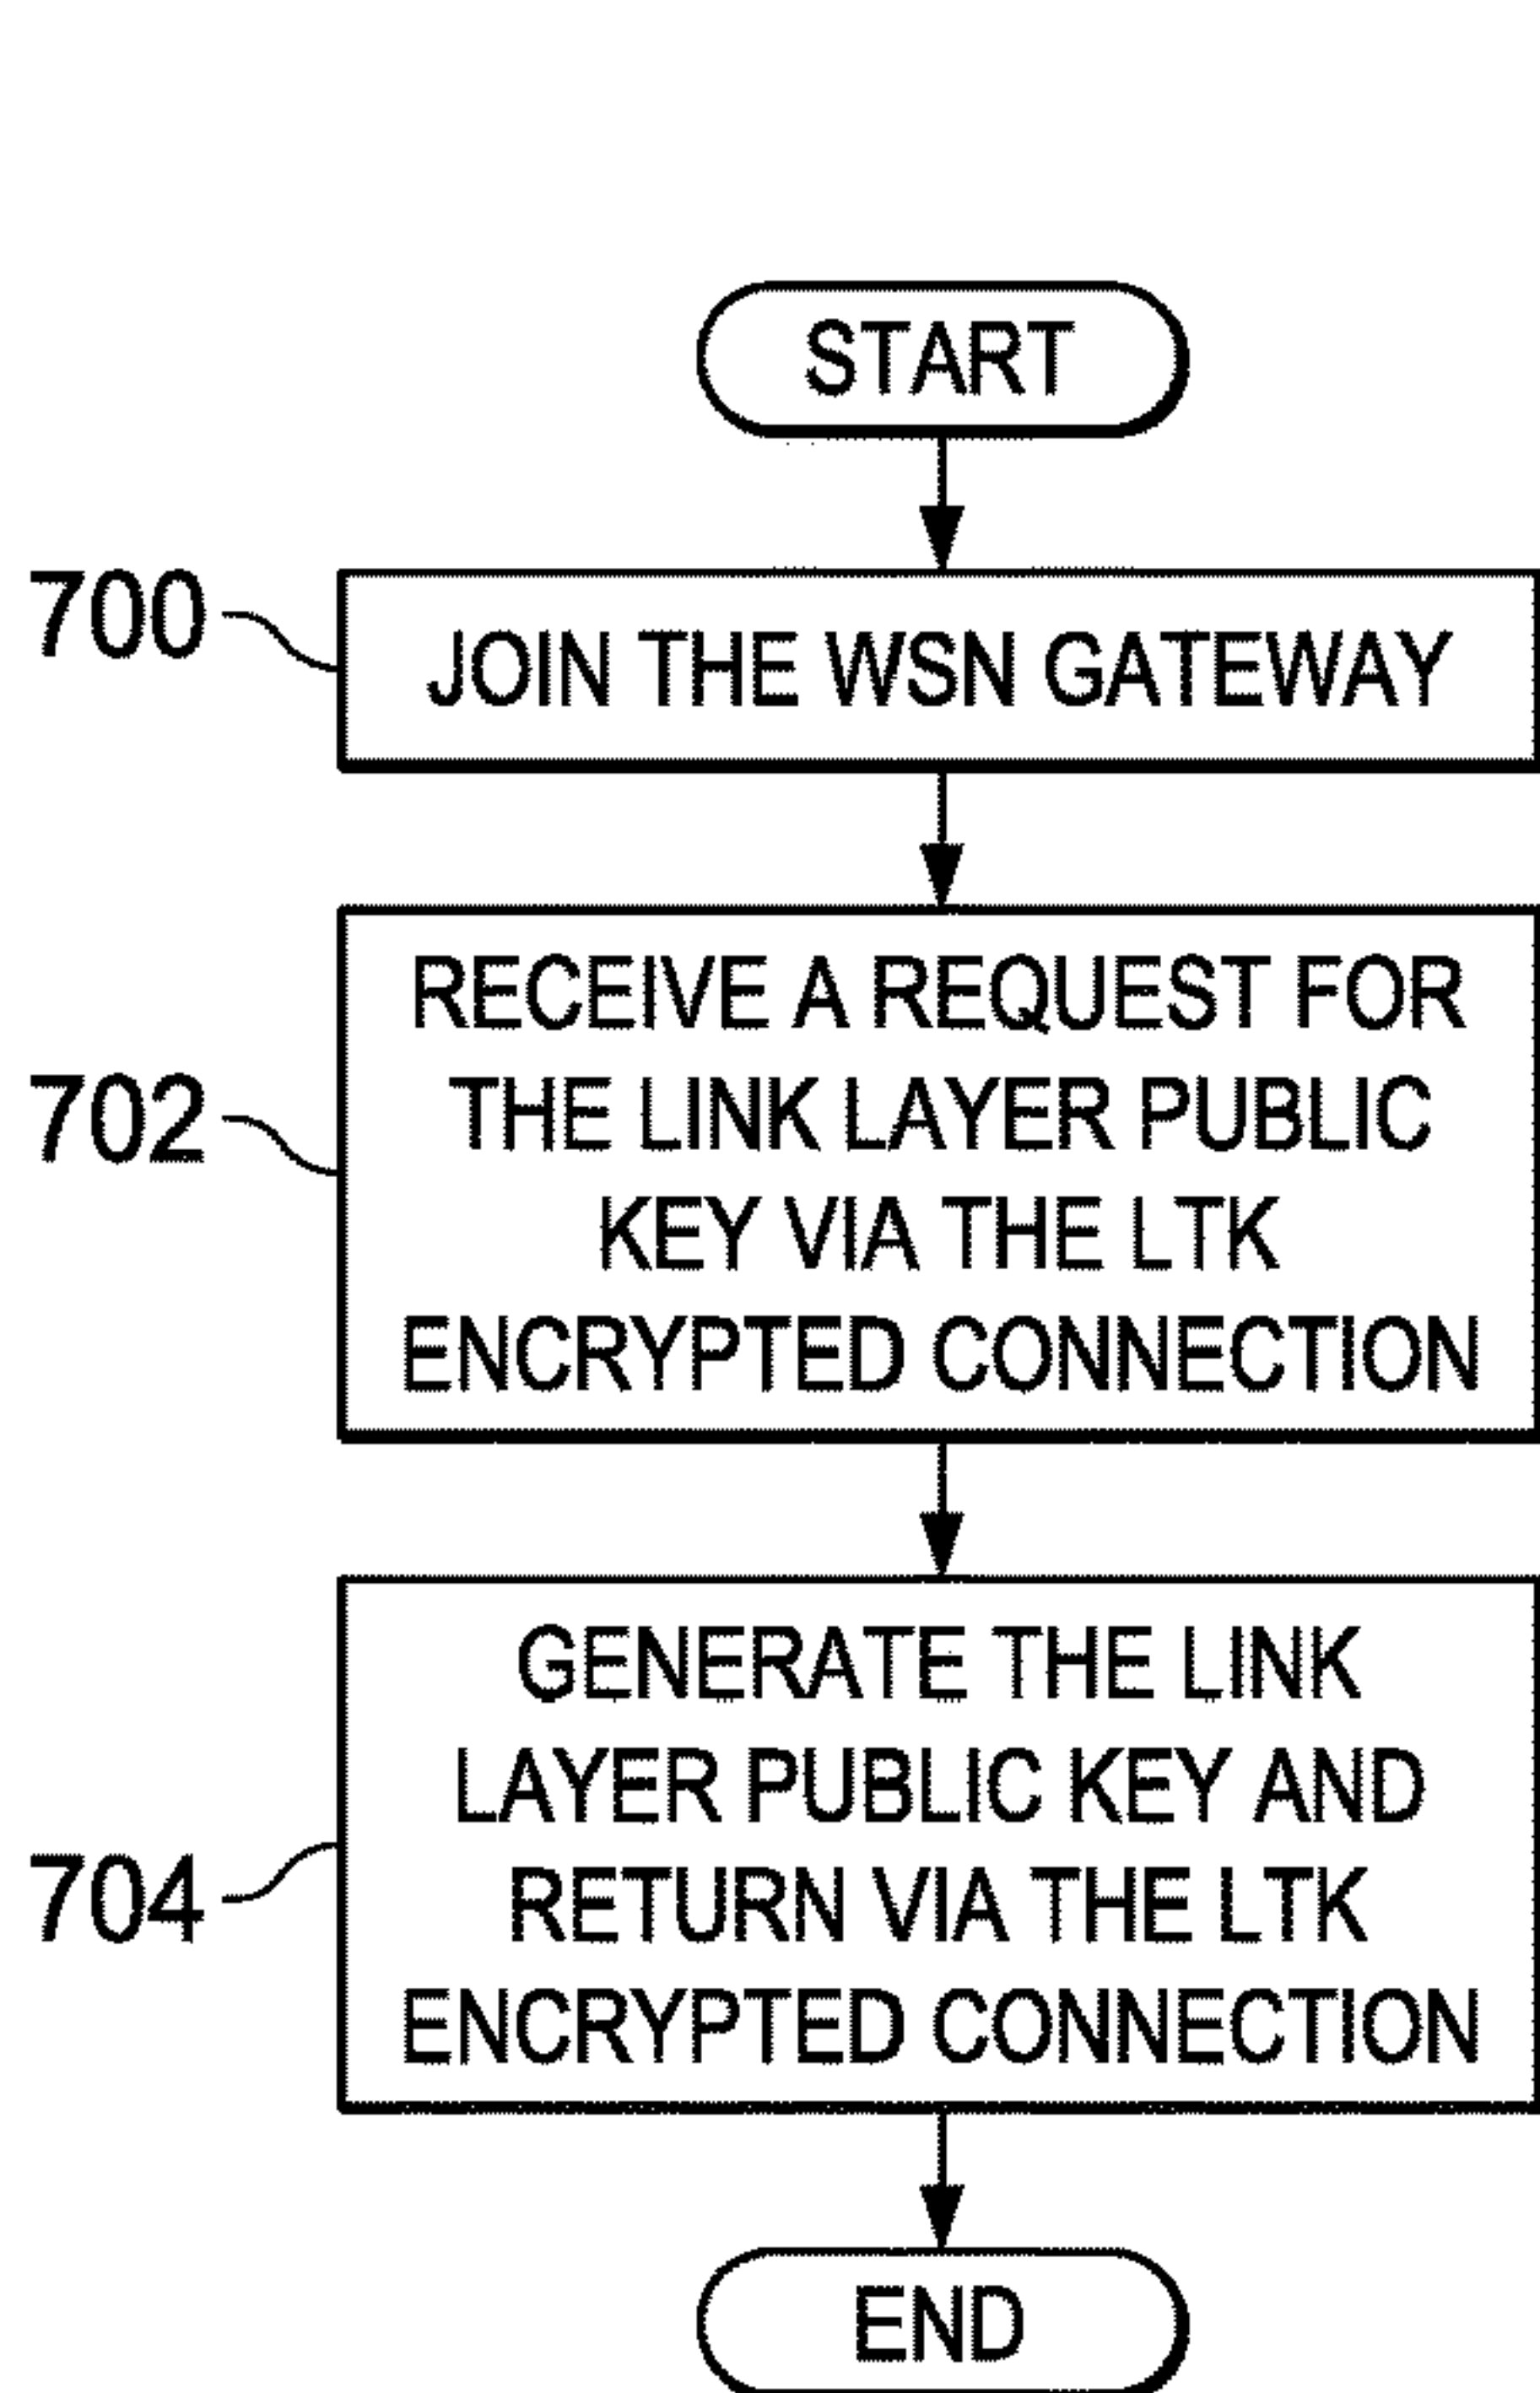 START
700
JOIN THE WSN GATEWAY
702
RECEIVE A REQUEST FOR
THE LINK LAYER PUBLIC
KEY VIA THE LTK
ENCRYPTED CONNECTION
704
GENERATE THE LINK
LAYER PUBLIC KEY AND
RETURN VIA THE LTK
ENCRYPTED CONNECTION
END